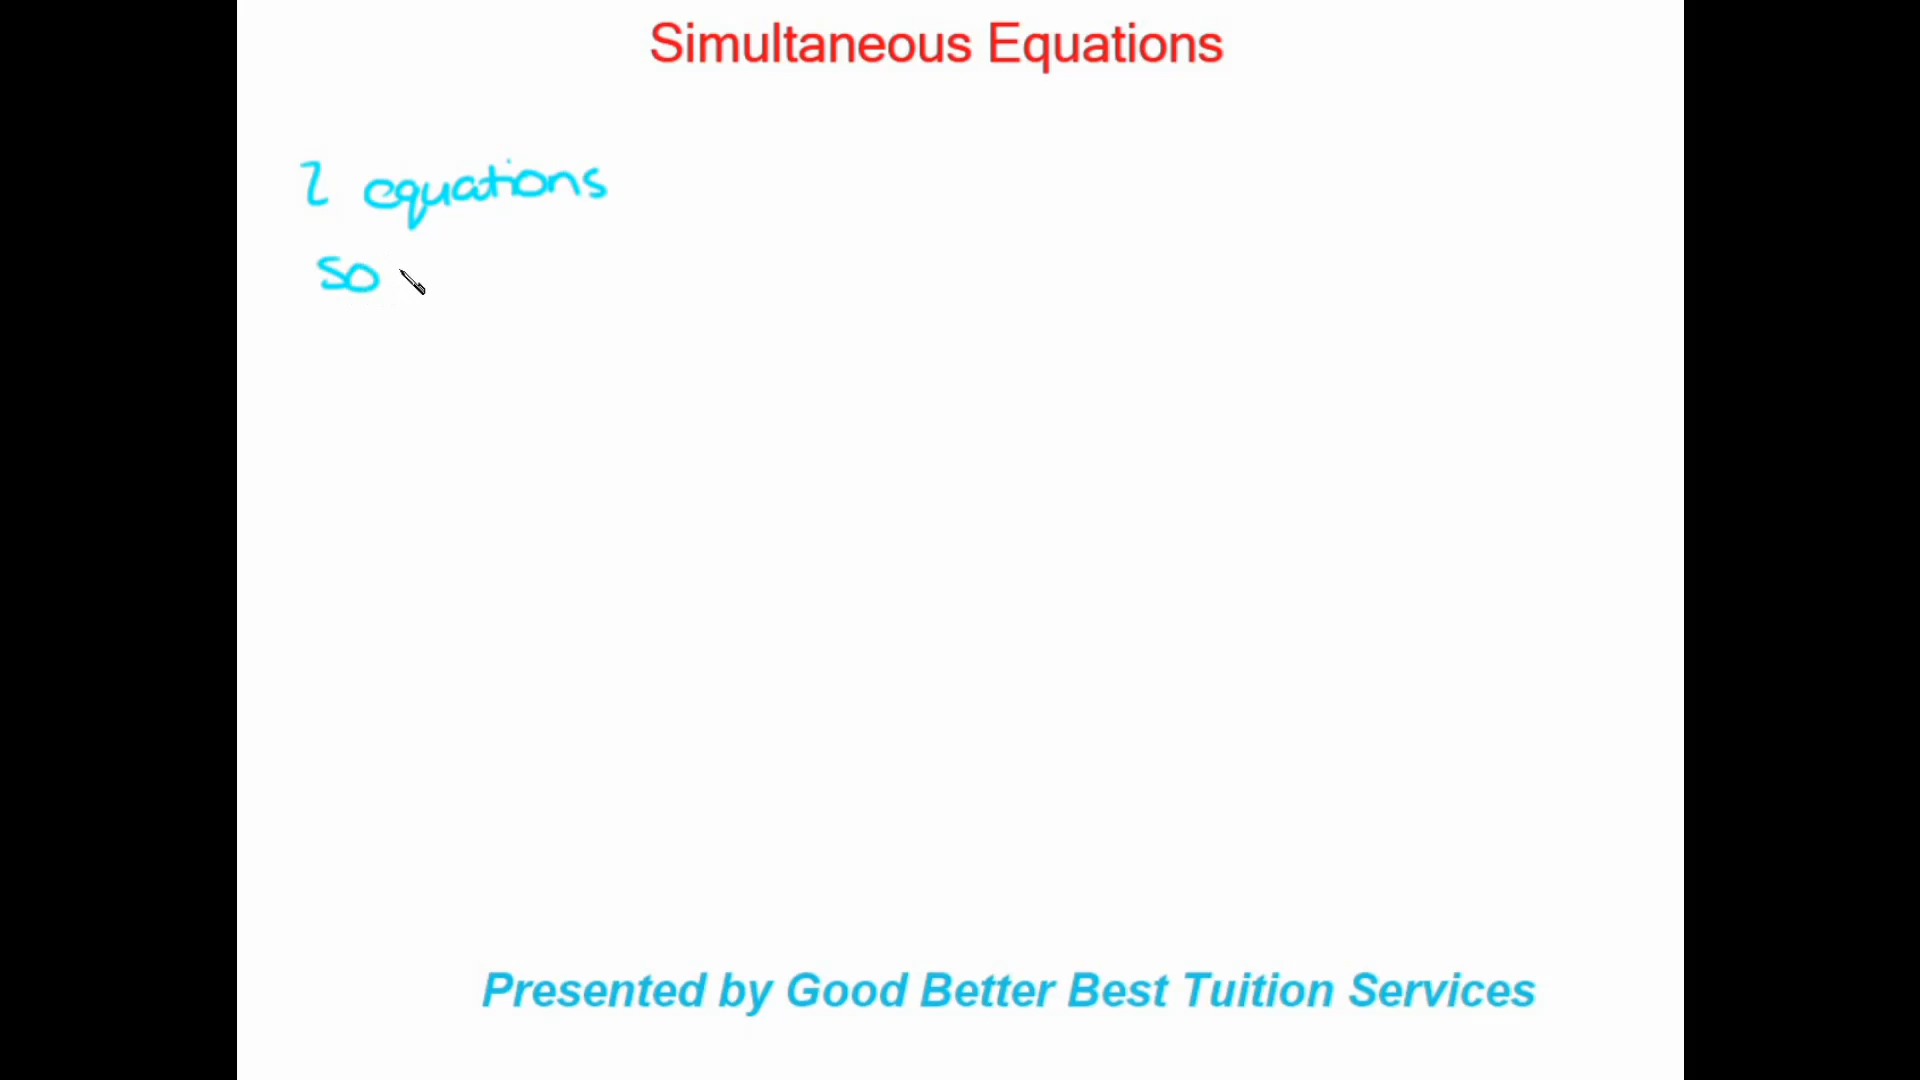 Simultaneous Equations
2 equations
so
Presented by Good Better Best Tuition Services